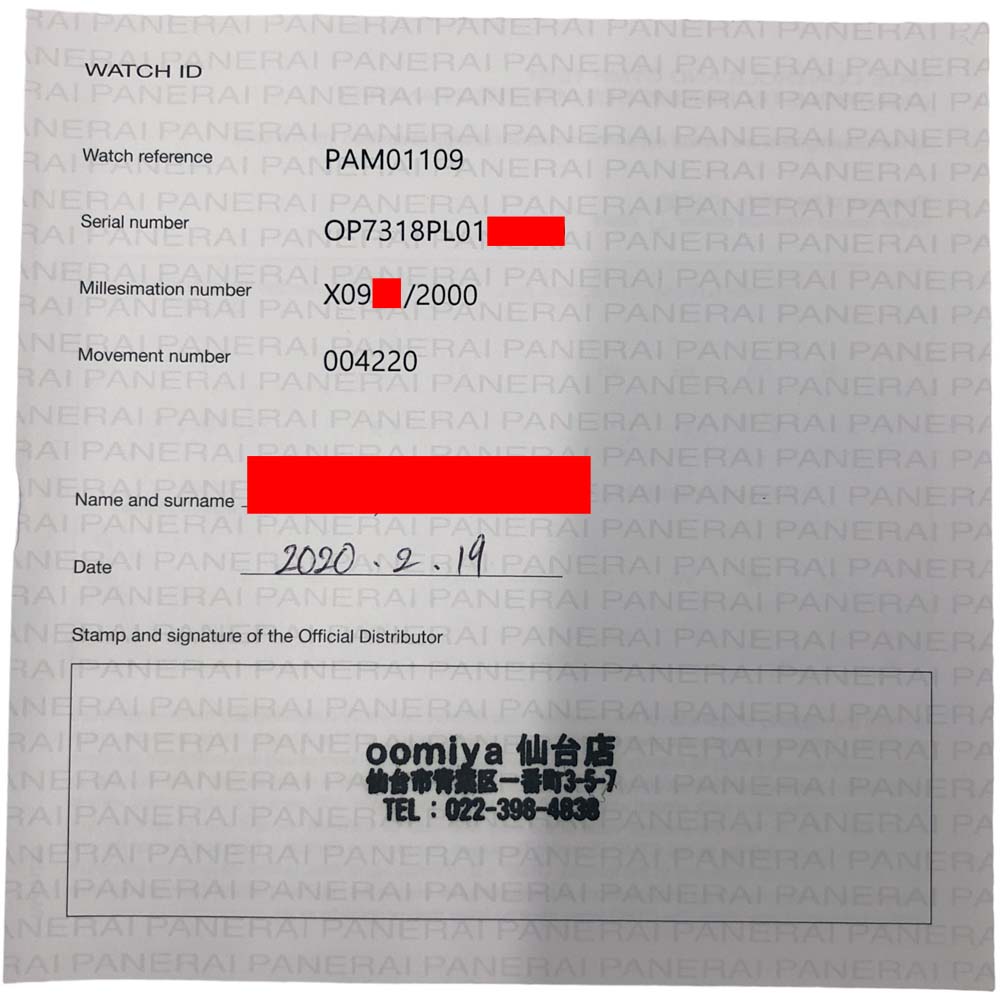 WATCH ID
Watch reference PAM01109
Serial number OP7318PL01
Millesimation number X09 /2000
Movement number 004220
Name and surname
Date 2020.2.19
Stamp and signature of the Official Distributor
oomiya 仙台店
仙台市青葉区一番町3-5-7
TEL：022-398-4838